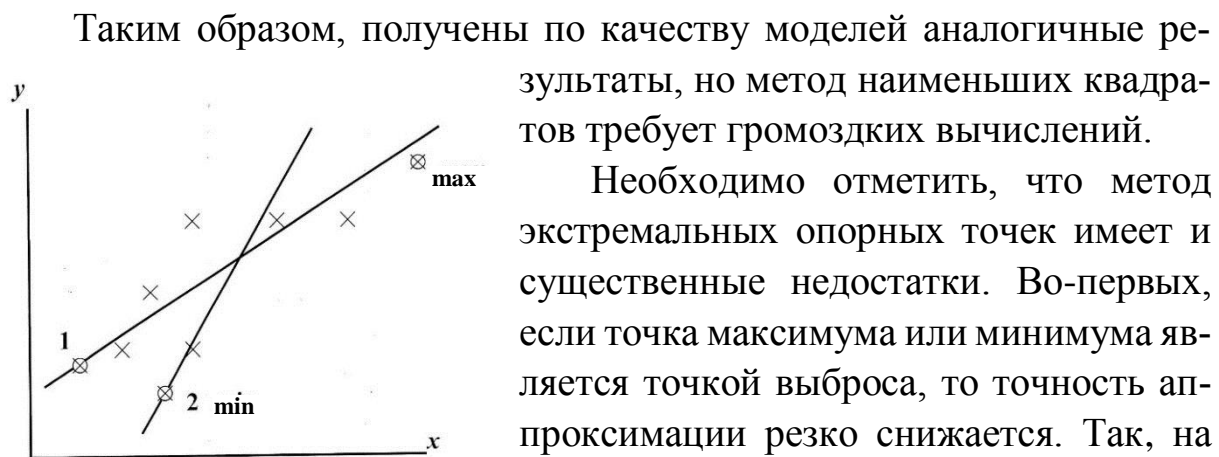 Таким образом, получены по качеству моделей аналогичные ре-
зультаты, но метод наименьших квадра-
тов требует громоздких вычислений.
Необходимо отметить, что метод
экстремальных опорных точек имеет и
существенные недостатки. Во-первых,
если точка максимума или минимума яв-
ляется точкой выброса, то точность ап-
проксимации резко снижается. Так, на
y
max
1
2 min
x